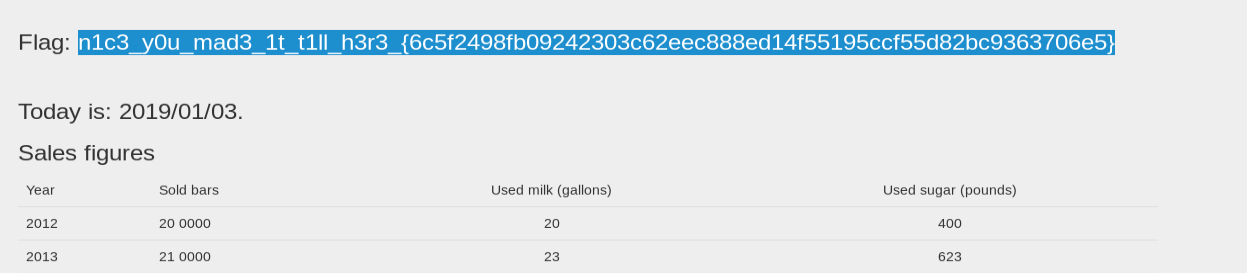 Flag: n1c3_y0u_mad3_1t_t1ll_h3r3_{6c5f2498fb09242303c62eec888ed14f55195ccf55d82bc9363706e5}
Today is: 2019/01/03.
Sales figures
Year Sold bars Used milk (gallons) Used sugar (pounds)
2012 20 0000 20 400
2013 21 0000 23 623